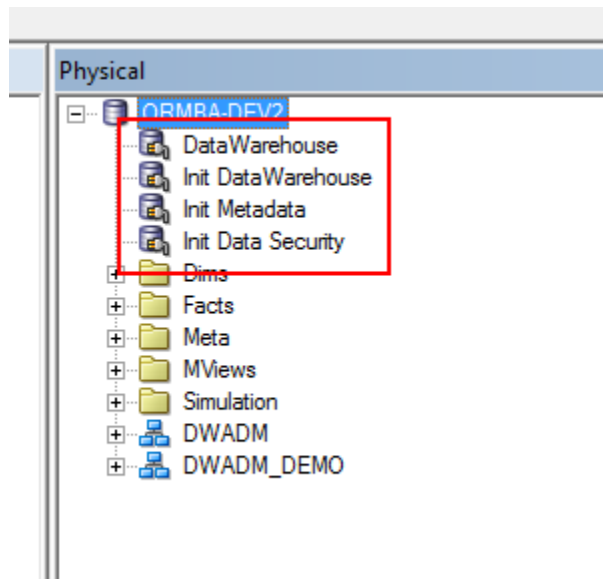 Physical
ORMBA-DEV2
DataWarehouse
Init DataWarehouse
Init Metadata
Init Data Security
Dims
Facts
Meta
MViews
Simulation
DWADM
DWADM_DEMO